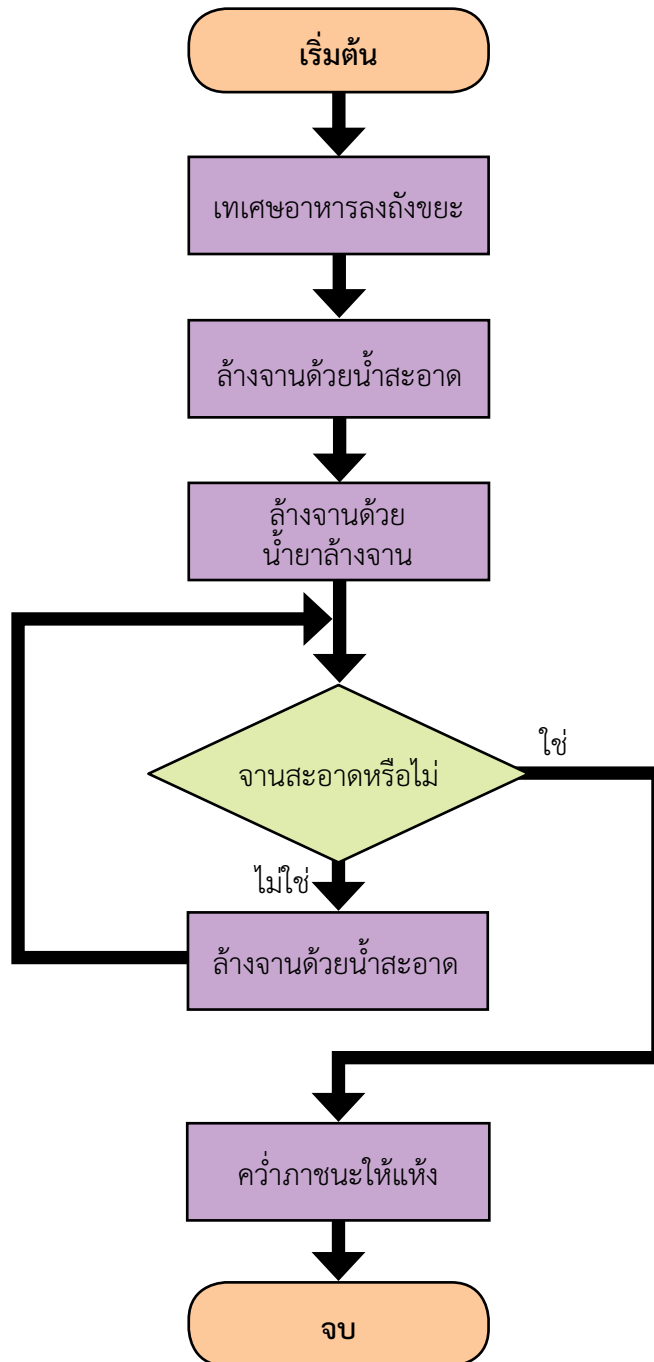 เริ่มต้น
เทเศษอาหารลงถังขยะ
ล้างจานด้วยน้ำสะอาด
ล้างจานด้วย
น้ำยาล้างจาน
จานสะอาดหรือไม่
ใช่
ไม่ใช่
ล้างจานด้วยน้ำสะอาด
คว่ำภาชนะให้แห้ง
จบ